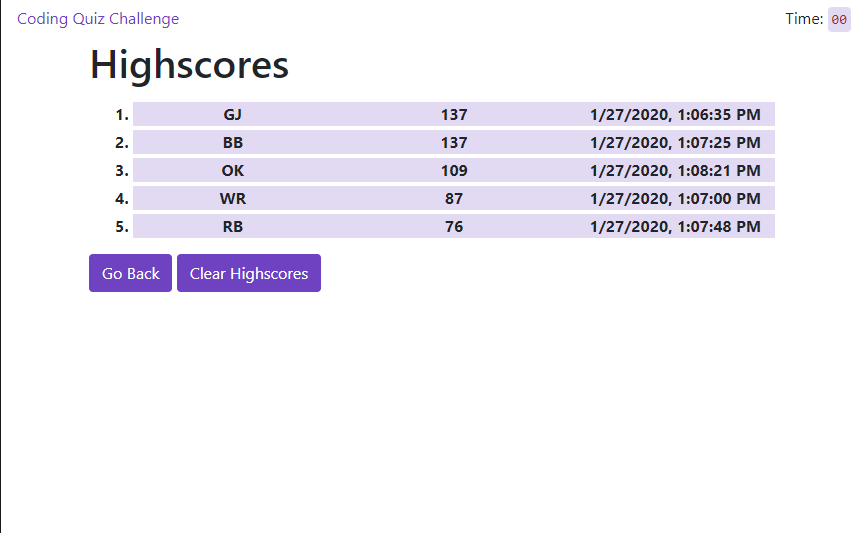 Coding Quiz Challenge Time: 00
Highscores
1. GJ 137 1/27/2020, 1:06:35 PM
2. BB 137 1/27/2020, 1:07:25 PM
3. OK 109 1/27/2020, 1:08:21 PM
4. WR 87 1/27/2020, 1:07:00 PM
5. RB 76 1/27/2020, 1:07:48 PM
Go Back Clear Highscores